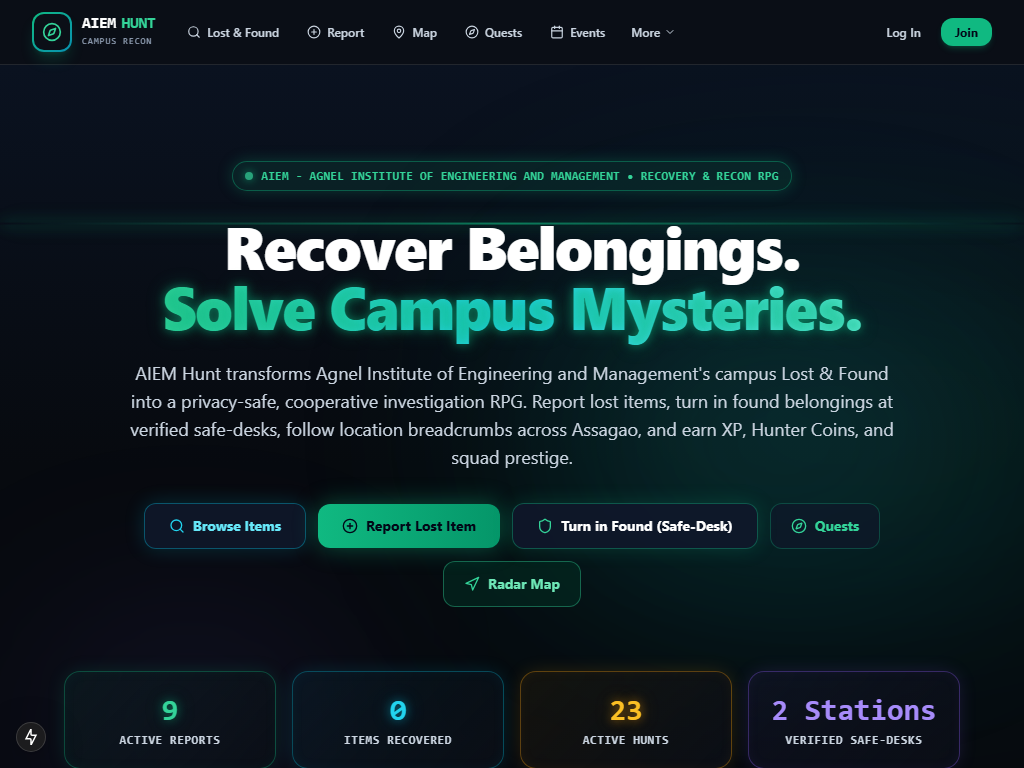 AIEM HUNT
CAMPUS RECON
Lost & Found
Report
Map
Quests
Events
More
Log In
Join
AIEM - AGNEL INSTITUTE OF ENGINEERING AND MANAGEMENT • RECOVERY & RECON RPG
Recover Belongings.
Solve Campus Mysteries.
AIEM Hunt transforms Agnel Institute of Engineering and Management's campus Lost & Found
into a privacy-safe, cooperative investigation RPG. Report lost items, turn in found belongings at
verified safe-desks, follow location breadcrumbs across Assagao, and earn XP, Hunter Coins, and
squad prestige.
Browse Items
Report Lost Item
Turn in Found (Safe-Desk)
Quests
Radar Map
9
ACTIVE REPORTS
0
ITEMS RECOVERED
23
ACTIVE HUNTS
2 Stations
VERIFIED SAFE-DESKS